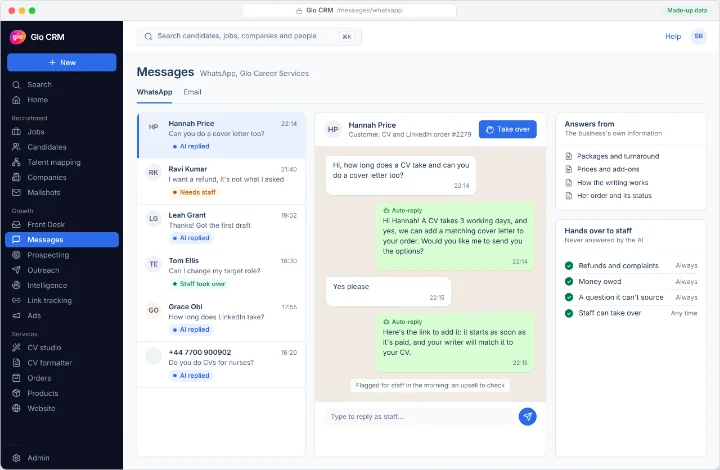 Glo CRM /messages/whatsapp
Made-up data
glo Glo CRM
+ New
Search
Home
Recruitment
Jobs
Candidates
Talent mapping
Companies
Mailshots
Growth
Front Desk
Messages
Prospecting
Outreach
Intelligence
Link tracking
Ads
Services
CV studio
CV formatter
Orders
Products
Website
Admin
Search candidates, jobs, companies and people ⌘K
Help SB
Messages WhatsApp, Glo Career Services
WhatsApp Email
HP Hannah Price 22:14
Can you do a cover letter too?
AI replied
RK Ravi Kumar 21:40
I want a refund, it's not what I asked
Needs staff
LG Leah Grant 19:02
Thanks! Got the first draft
AI replied
TE Tom Ellis 18:30
Can I change my target role?
Staff took over
GO Grace Obi 17:55
How long does LinkedIn take?
AI replied
+44 7700 900902 16:20
Do you do CVs for nurses?
AI replied
HP Hannah Price
Customer, CV and LinkedIn order #2279
Take over
Hi, how long does a CV take and can you
do a cover letter too?
22:14
Auto-reply
Hi Hannah! A CV takes 3 working days, and
yes, we can add a matching cover letter to
your order. Would you like me to send you
the options?
22:14
Yes please
22:15
Auto-reply
Here's the link to add it: it starts as soon as
it's paid, and your writer will match it to
your CV.
22:15
Flagged for staff in the morning: an upsell to check
Type to reply as staff...
Answers from
The business's own information
Packages and turnaround
Prices and add-ons
How the writing works
Her order and its status
Hands over to staff
Never answered by the AI
Refunds and complaints Always
Money owed Always
A question it can't source Always
Staff can take over Any time